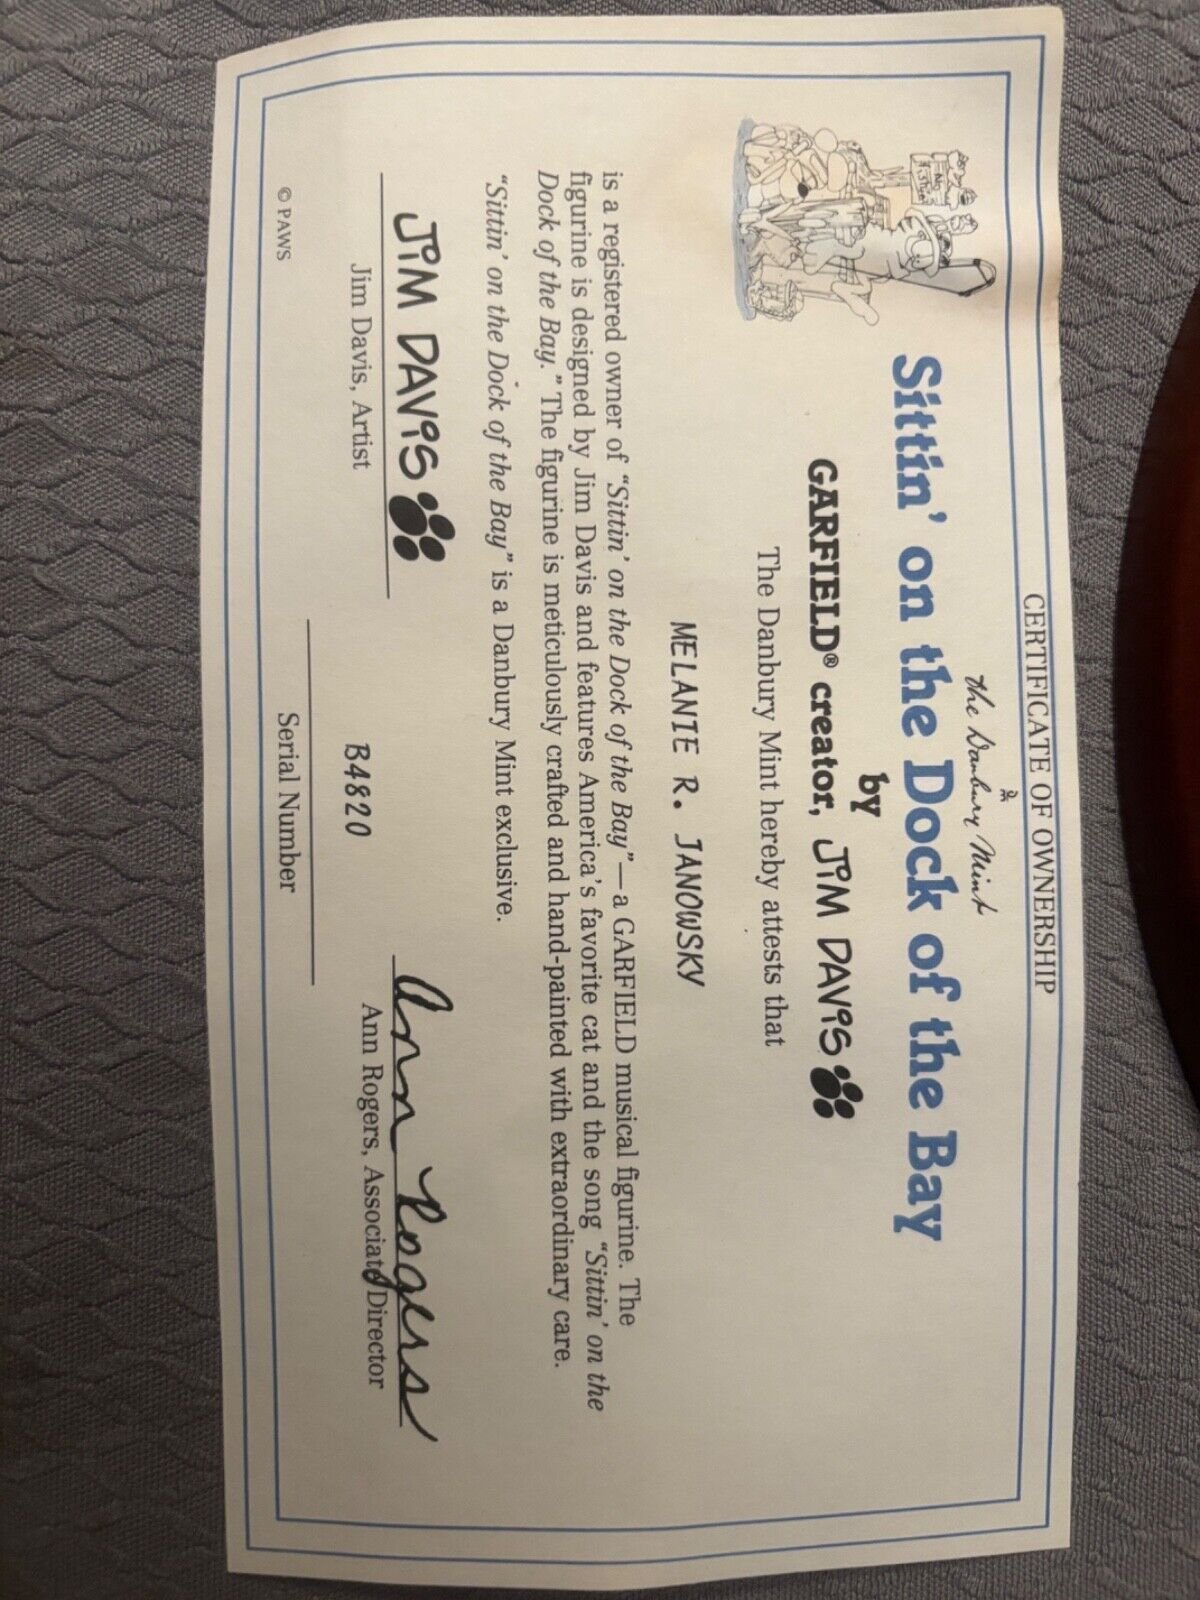 CERTIFICATE OF OWNERSHIP
the Danbury Mint
Sittin' on the Dock of the Bay
by
GARFIELD® creator, JIM DAVIS
The Danbury Mint hereby attests that
MELANIE R. JANOWSKY
is a registered owner of “Sittin' on the Dock of the Bay”—a GARFIELD musical figurine. The
figurine is designed by Jim Davis and features America's favorite cat and the song “Sittin' on the
Dock of the Bay.” The figurine is meticulously crafted and hand-painted with extraordinary care.
“Sittin' on the Dock of the Bay” is a Danbury Mint exclusive.
JIM DAVIS
Jim Davis, Artist
B4820
Serial Number
Ann Rogers
Ann Rogers, Associate Director
© PAWS